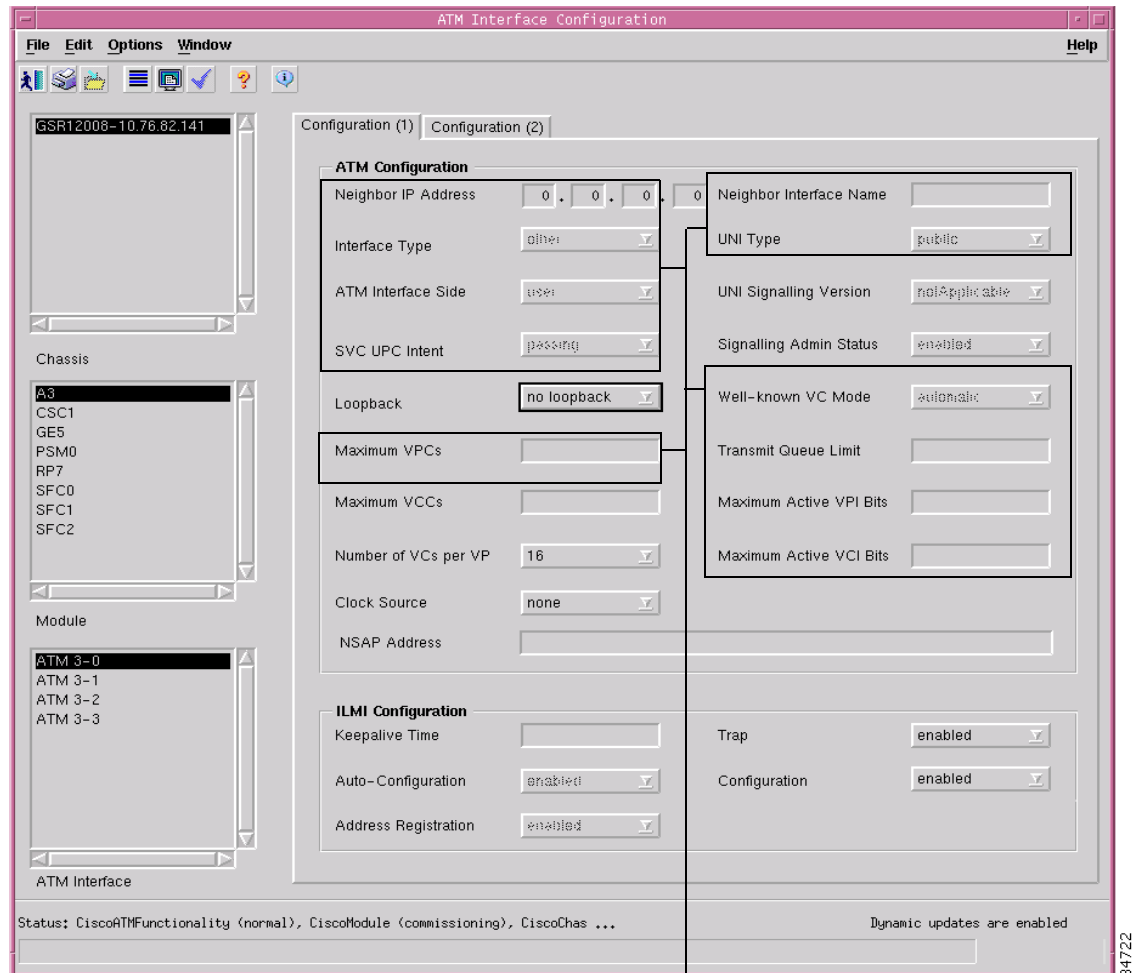 ATM Interface Configuration
File Edit Options Window Help
GSR12008-10.76.82.141
Chassis
A3
CSC1
GE5
PSM0
RP7
SFC0
SFC1
SFC2
Module
ATM 3-0
ATM 3-1
ATM 3-2
ATM 3-3
ATM Interface
Configuration (1) Configuration (2)
ATM Configuration
Neighbor IP Address 0 . 0 . 0 . 0 Neighbor Interface Name
Interface Type other UNI Type public
ATM Interface Side user UNI Signalling Version notApplicable
SVC UPC Intent passing Signalling Admin Status enabled
Loopback no loopback Well-known VC Mode automatic
Maximum VPCs Transmit Queue Limit
Maximum VCCs Maximum Active VPI Bits
Number of VCs per VP 16 Maximum Active VCI Bits
Clock Source none
NSAP Address
ILMI Configuration
Keepalive Time Trap enabled
Auto-Configuration enabled Configuration enabled
Address Registration enabled
Status: CiscoATMFunctionality (normal), CiscoModule (commissioning), CiscoChas ... Dynamic updates are enabled